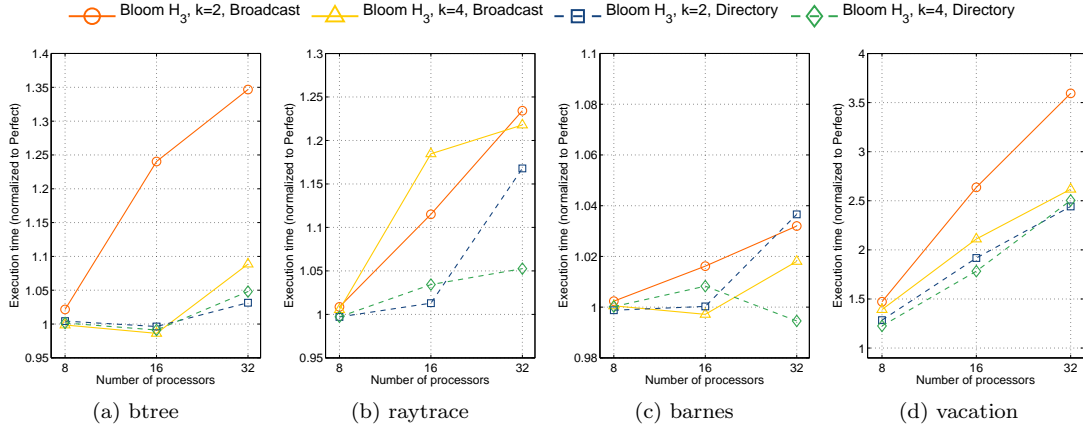 Bloom H3, k=2, Broadcast Bloom H3, k=4, Broadcast Bloom H3, k=2, Directory Bloom H3, k=4, Directory
Execution time (normalized to Perfect)
1.4
1.35
1.3
1.25
1.2
1.15
1.1
1.05
1
0.95
8 16 32
Number of processors
(a) btree
Execution time (normalized to Perfect)
1.3
1.25
1.2
1.15
1.1
1.05
1
0.95
8 16 32
Number of processors
(b) raytrace
Execution time (normalized to Perfect)
1.1
1.08
1.06
1.04
1.02
1
0.98
8 16 32
Number of processors
(c) barnes
Execution time (normalized to Perfect)
4
3.5
3
2.5
2
1.5
1
8 16 32
Number of processors
(d) vacation